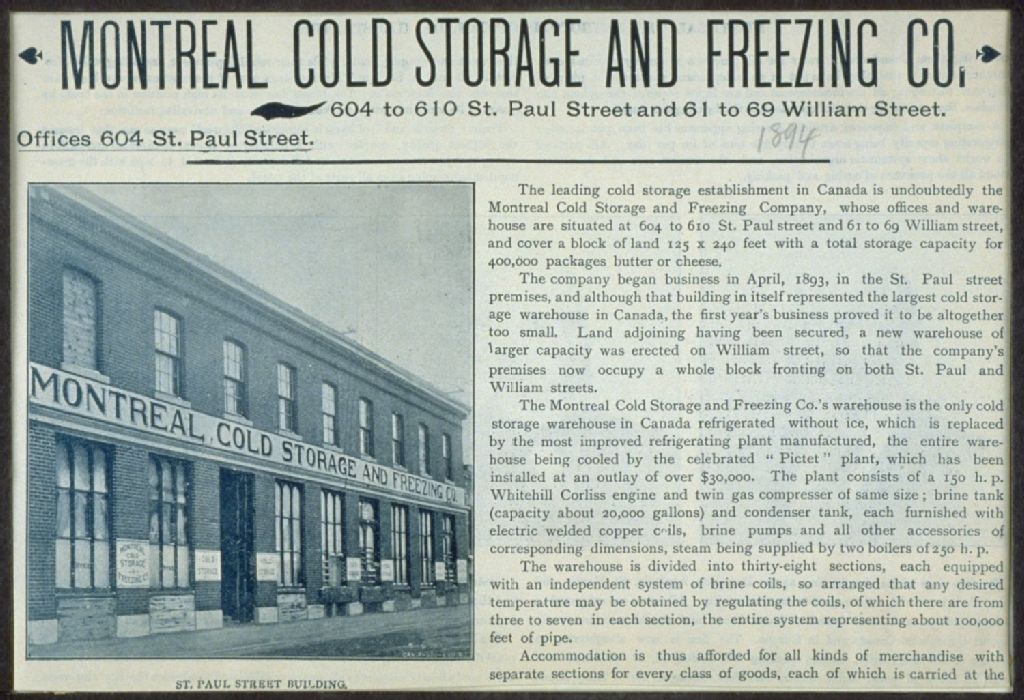 MONTREAL COLD STORAGE AND FREEZING CO.
604 to 610 St. Paul Street and 61 to 69 William Street.
Offices 604 St. Paul Street.
1894
The leading cold storage establishment in Canada is undoubtedly the
Montreal Cold Storage and Freezing Company, whose offices and ware-
house are situated at 604 to 610 St. Paul street and 61 to 69 William street,
and cover a block of land 125 x 240 feet with a total storage capacity for
400,000 packages butter or cheese.
The company began business in April, 1893, in the St. Paul street
premises, and although that building in itself represented the largest cold stor-
age warehouse in Canada, the first year's business proved it to be altogether
too small. Land adjoining having been secured, a new warehouse of
larger capacity was erected on William street, so that the company's
premises now occupy a whole block fronting on both St. Paul and
William streets.
The Montreal Cold Storage and Freezing Co.'s warehouse is the only cold
storage warehouse in Canada refrigerated without ice, which is replaced
by the most improved refrigerating plant manufactured, the entire ware-
house being cooled by the celebrated "Pictet" plant, which has been
installed at an outlay of over $30,000. The plant consists of a 150 h. p.
Whitehill Corliss engine and twin gas compresser of same size; brine tank
(capacity about 20,000 gallons) and condenser tank, each furnished with
electric welded copper coils, brine pumps and all other accessories of
corresponding dimensions, steam being supplied by two boilers of 250 h. p.
The warehouse is divided into thirty-eight sections, each equipped
with an independent system of brine coils, so arranged that any desired
temperature may be obtained by regulating the coils, of which there are from
three to seven in each section, the entire system representing about 100,000
feet of pipe.
Accommodation is thus afforded for all kinds of merchandise with
separate sections for every class of goods, each of which is carried at the
MONTREAL COLD STORAGE AND FREEZING CO.
MONTREAL
COLD
STORAGE
FREEZING CO
COLD
STORAGE
ST. PAUL STREET BUILDING.